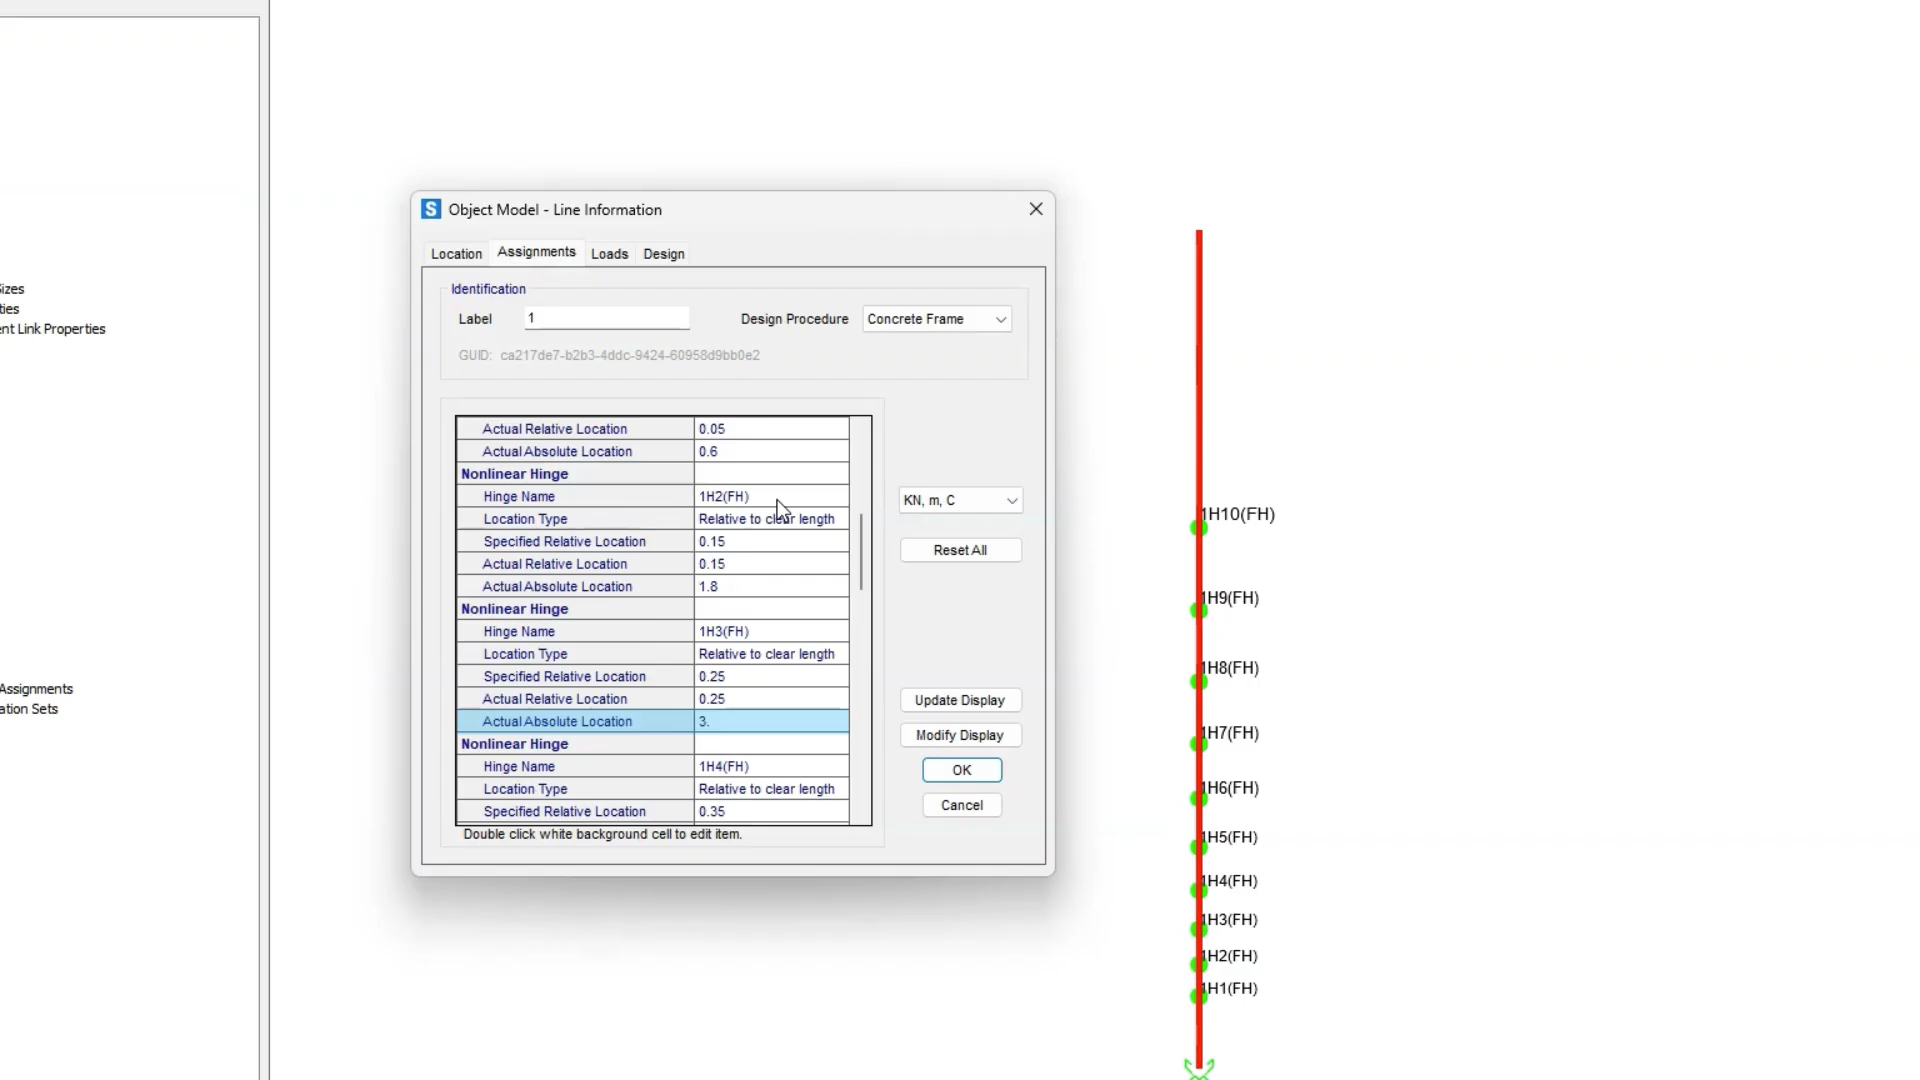 Sizes
ties
ent Link Properties
Assignments
ation Sets
S Object Model - Line Information
Location Assignments Loads Design
Identification
Label 1 Design Procedure Concrete Frame
GUID: ca217de7-b2b3-4ddc-9424-60958d9bb0e2
Actual Relative Location 0.05
Actual Absolute Location 0.6
Nonlinear Hinge
Hinge Name 1H2(FH)
Location Type Relative to clear length
Specified Relative Location 0.15
Actual Relative Location 0.15
Actual Absolute Location 1.8
Nonlinear Hinge
Hinge Name 1H3(FH)
Location Type Relative to clear length
Specified Relative Location 0.25
Actual Relative Location 0.25
Actual Absolute Location 3.
Nonlinear Hinge
Hinge Name 1H4(FH)
Location Type Relative to clear length
Specified Relative Location 0.35
Double click white background cell to edit item.
KN, m, C
Reset All
Update Display
Modify Display
OK
Cancel
1H10(FH)
1H9(FH)
1H8(FH)
1H7(FH)
1H6(FH)
1H5(FH)
1H4(FH)
1H3(FH)
1H2(FH)
1H1(FH)